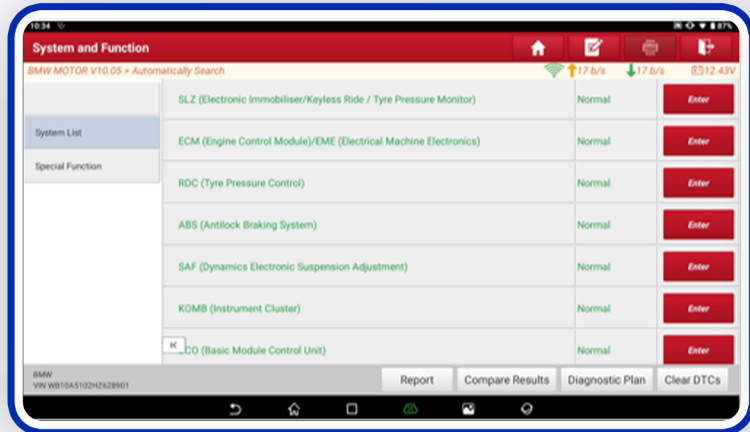 10:34
87%
System and Function
BMW MOTOR V10.05 > Automatically Search
17 b/s
17 b/s
12.43V
SLZ (Electronic Immobiliser/Keyless Ride / Tyre Pressure Monitor)
Normal
Enter
System List
ECM (Engine Control Module)/EME (Electrical Machine Electronics)
Normal
Enter
Special Function
RDC (Tyre Pressure Control)
Normal
Enter
ABS (Antilock Braking System)
Normal
Enter
SAF (Dynamics Electronic Suspension Adjustment)
Normal
Enter
KOMB (Instrument Cluster)
Normal
Enter
CO (Basic Module Control Unit)
Normal
Enter
BMW
VIN WB10A5102HZ628901
Report
Compare Results
Diagnostic Plan
Clear DTCs